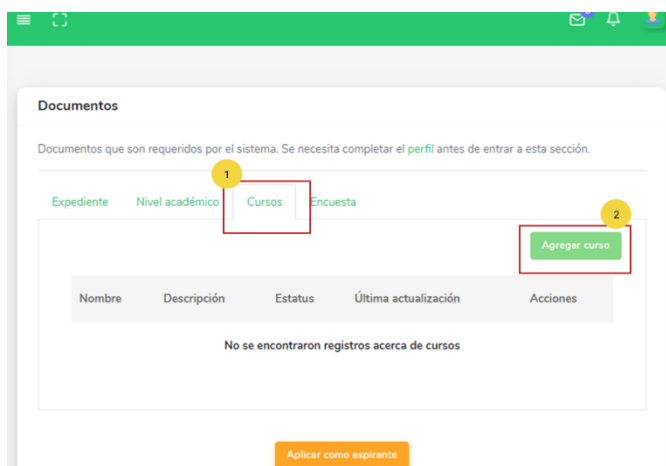 Documentos
Documentos que son requeridos por el sistema. Se necesita completar el perfil antes de entrar a esta sección.
1
Expediente Nivel académico Cursos Encuesta
2
Agregar curso
Nombre Descripción Estatus Última actualización Acciones
No se encontraron registros acerca de cursos
Aplicar como aspirante